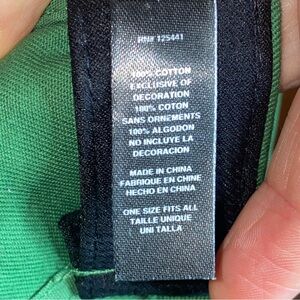 RN# 125441
100% COTTON
EXCLUSIVE OF
DECORATION
100% COTON
SANS ORNEMENTS
100% ALGODON
NO INCLUYE LA
DECORACION
MADE IN CHINA
FABRIQUE EN CHINE
HECHO EN CHINA
ONE SIZE FITS ALL
TAILLE UNIQUE
UNI TALLA